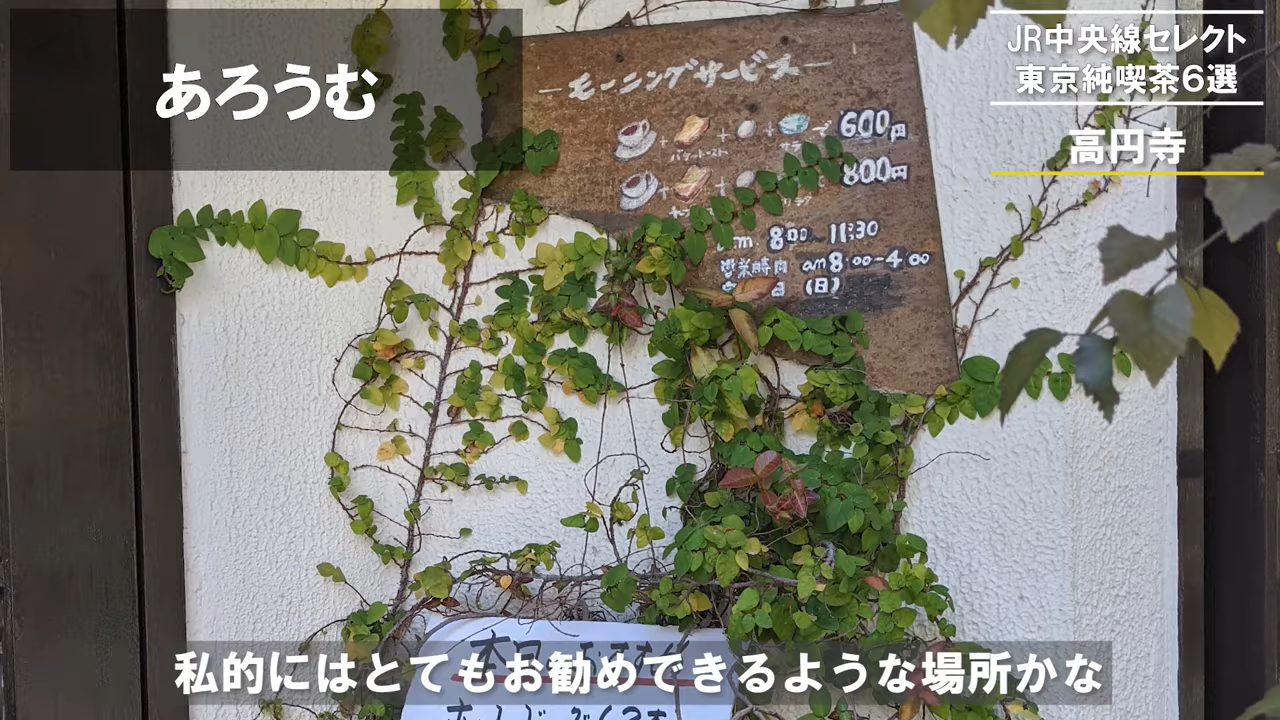 あろうむ
JR中央線セレクト
東京純喫茶6選
高円寺
ーモーニングサービスー
+ + + 600円
バタートースト
+ + 800円
8:00~11:30
営業時間 am8:00-4:00
日 (日)
本日
私的にはとてもお勧めできるような場所かな